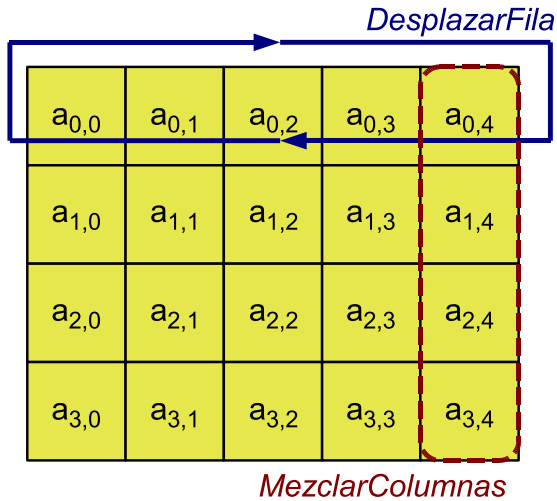 DesplazarFila
a0,0 a0,1 a0,2 a0,3 a0,4
a1,0 a1,1 a1,2 a1,3 a1,4
a2,0 a2,1 a2,2 a2,3 a2,4
a3,0 a3,1 a3,2 a3,3 a3,4
MezclarColumnas